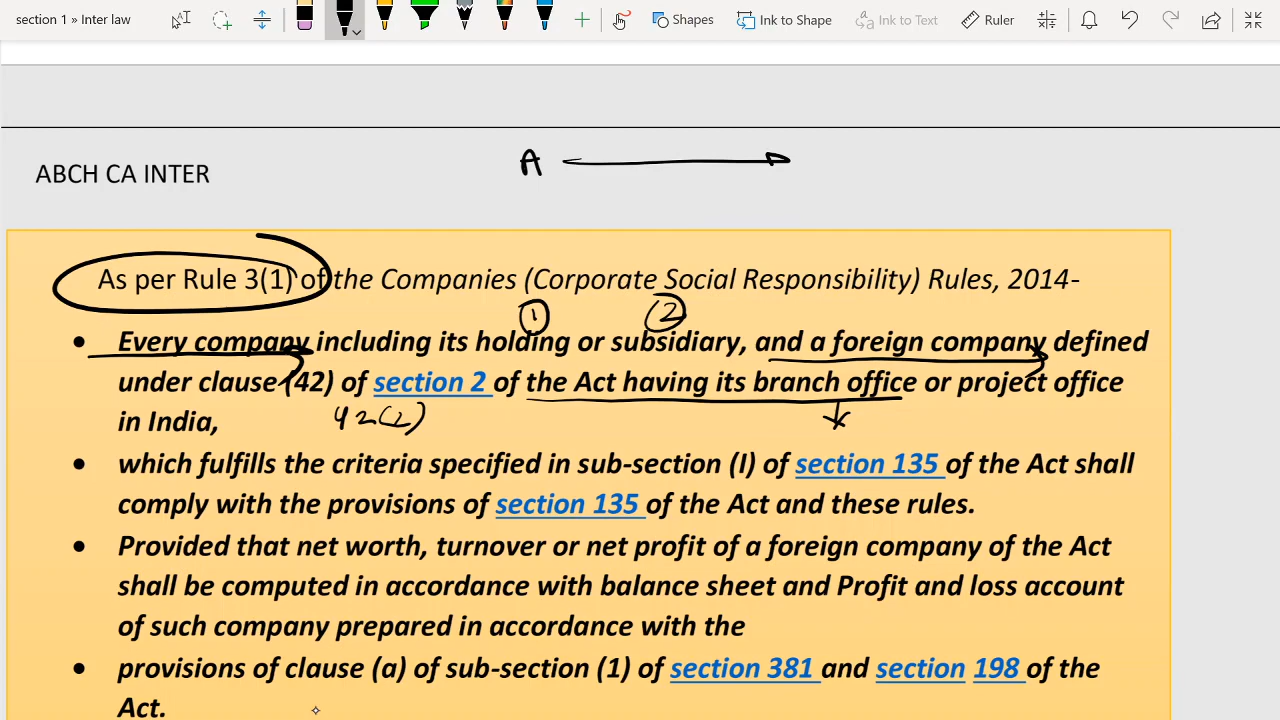 section 1 » Inter law
Shapes
Ink to Shape
Ink to Text
Ruler
ABCH CA INTER
A
As per Rule 3(1) of the Companies (Corporate Social Responsibility) Rules, 2014-
1 2
• Every company including its holding or subsidiary, and a foreign company defined
under clause (42) of section 2 of the Act having its branch office or project office
in India,
42(2)
• which fulfills the criteria specified in sub-section (I) of section 135 of the Act shall
comply with the provisions of section 135 of the Act and these rules.
• Provided that net worth, turnover or net profit of a foreign company of the Act
shall be computed in accordance with balance sheet and Profit and loss account
of such company prepared in accordance with the
• provisions of clause (a) of sub-section (1) of section 381 and section 198 of the
Act.